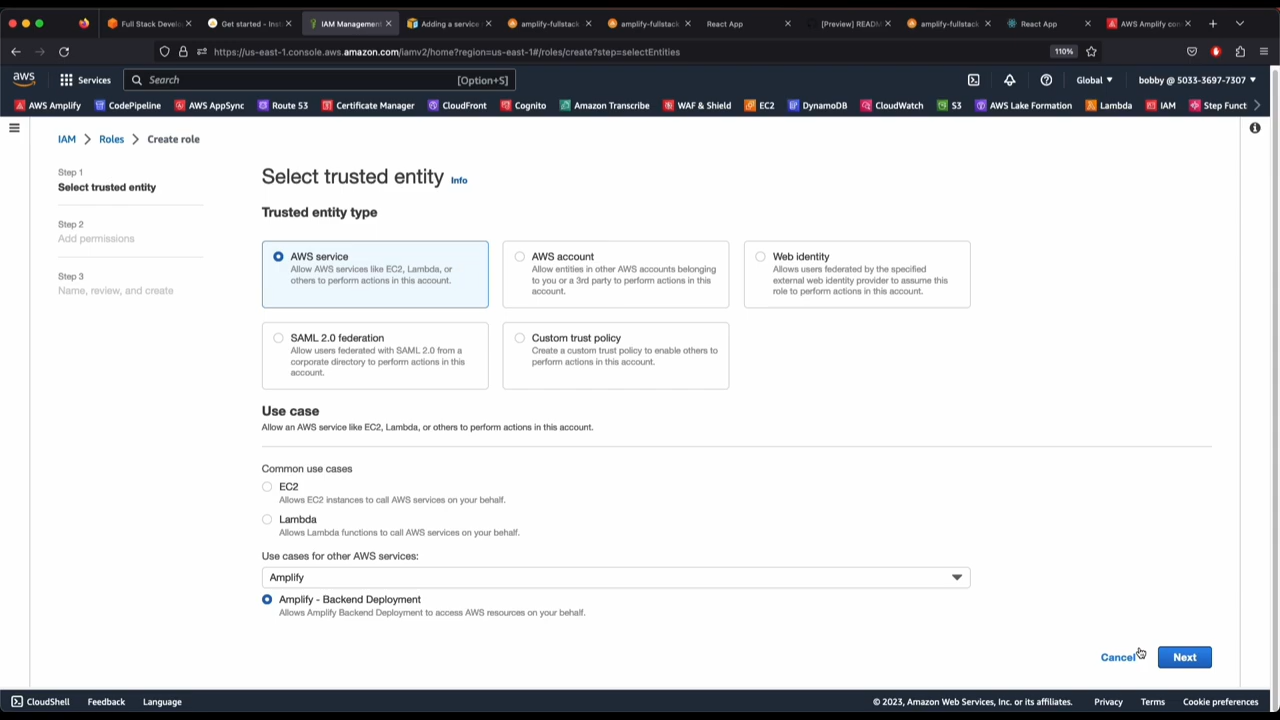 Full Stack Develo
Get started - Inst
IAM Management
Adding a service
amplify-fullstack
amplify-fullstack
React App
[Preview] READM
amplify-fullstack
React App
AWS Amplify con
https://us-east-1.console.aws.amazon.com/iamv2/home?region=us-east-1#/roles/create?step=selectEntities
110%
aws
Services
Search
[Option+S]
Global
bobby @ 5033-3697-7307
AWS Amplify
CodePipeline
AWS AppSync
Route 53
Certificate Manager
CloudFront
Cognito
Amazon Transcribe
WAF & Shield
EC2
DynamoDB
CloudWatch
S3
AWS Lake Formation
Lambda
IAM
Step Funct
IAM
Roles
Create role
Step 1
Select trusted entity
Step 2
Add permissions
Step 3
Name, review, and create
Select trusted entity Info
Trusted entity type
AWS service
Allow AWS services like EC2, Lambda, or
others to perform actions in this account.
AWS account
Allow entities in other AWS accounts belonging
to you or a 3rd party to perform actions in this
account.
Web identity
Allows users federated by the specified
external web identity provider to assume this
role to perform actions in this account.
SAML 2.0 federation
Allow users federated with SAML 2.0 from a
corporate directory to perform actions in this
account.
Custom trust policy
Create a custom trust policy to enable others to
perform actions in this account.
Use case
Allow an AWS service like EC2, Lambda, or others to perform actions in this account.
Common use cases
EC2
Allows EC2 instances to call AWS services on your behalf.
Lambda
Allows Lambda functions to call AWS services on your behalf.
Use cases for other AWS services:
Amplify
Amplify - Backend Deployment
Allows Amplify Backend Deployment to access AWS resources on your behalf.
Cancel
Next
CloudShell
Feedback
Language
© 2023, Amazon Web Services, Inc. or its affiliates.
Privacy
Terms
Cookie preferences